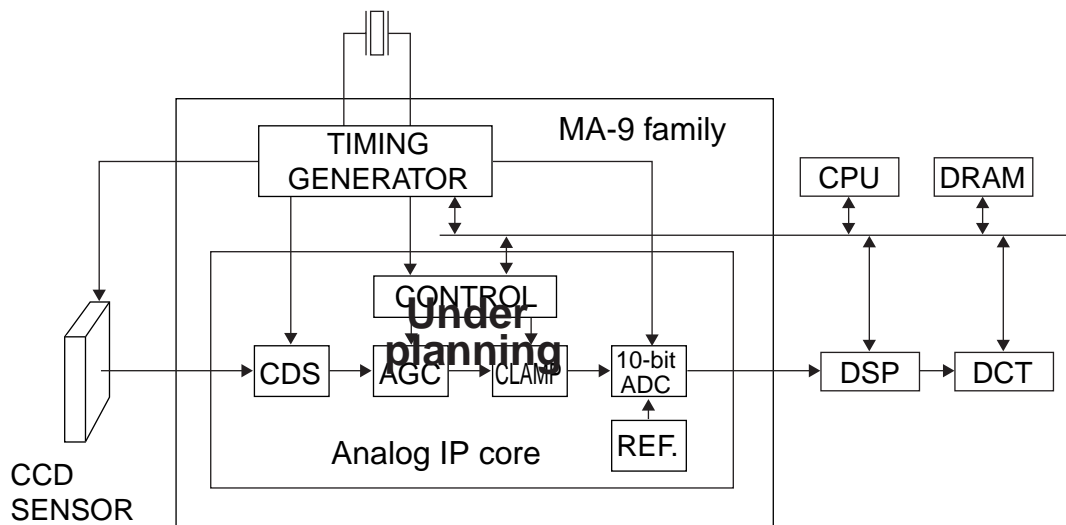 MA-9 family
TIMING
GENERATOR
CPU
DRAM
CONTROL
Under
planning
CDS
AGC
CLAMP
10-bit
ADC
DSP
DCT
REF.
Analog IP core
CCD
SENSOR